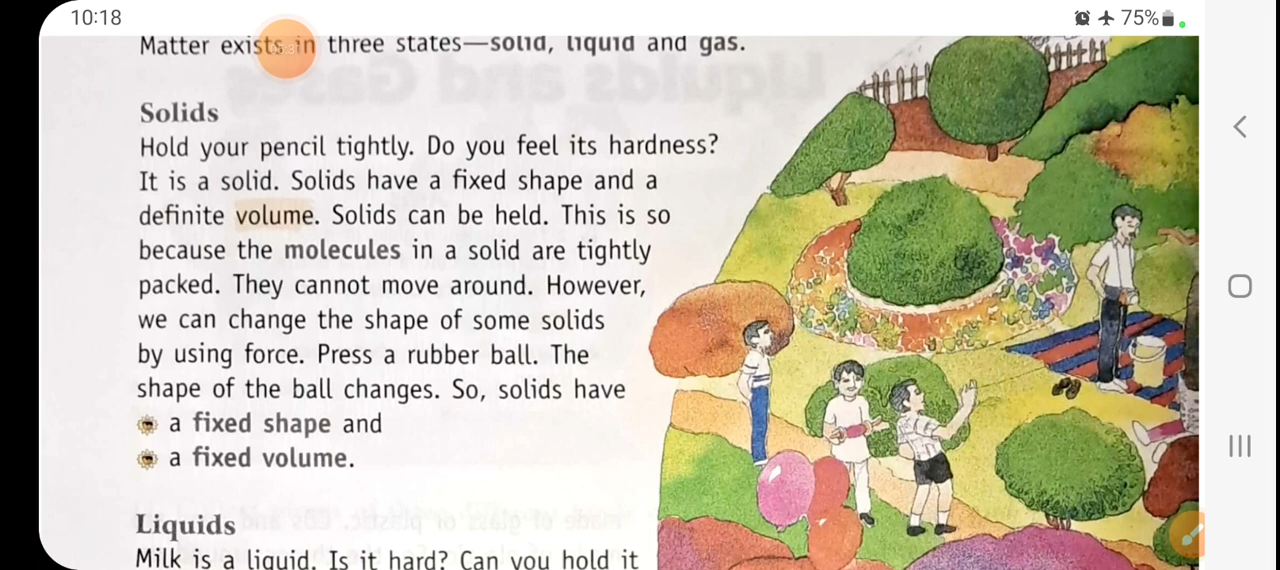 10:18
75%
Matter exists in three states—solid, liquid and gas.
Solids
Hold your pencil tightly. Do you feel its hardness?
It is a solid. Solids have a fixed shape and a
definite volume. Solids can be held. This is so
because the molecules in a solid are tightly
packed. They cannot move around. However,
we can change the shape of some solids
by using force. Press a rubber ball. The
shape of the ball changes. So, solids have
a fixed shape and
a fixed volume.
Liquids
Milk is a liquid. Is it hard? Can you hold it